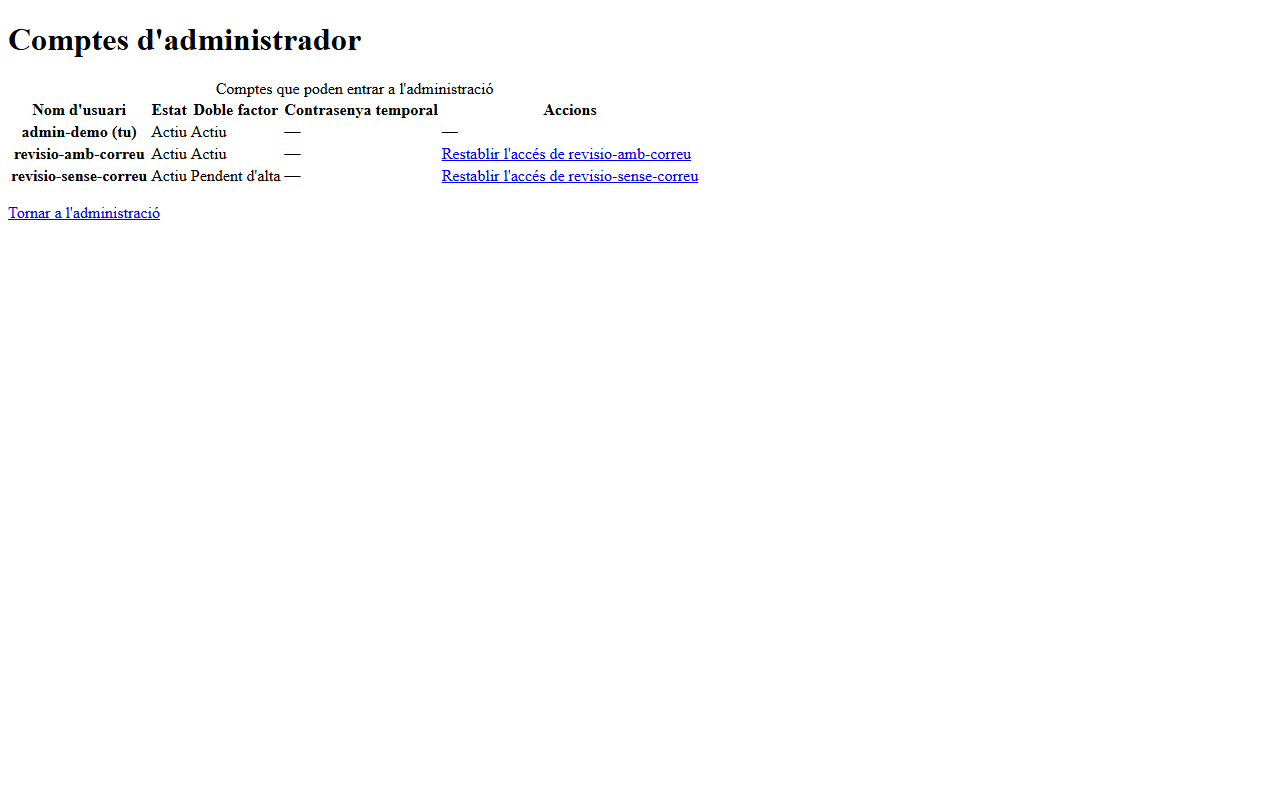 Comptes d'administrador
Comptes que poden entrar a l'administració
Nom d'usuari Estat Doble factor Contrasenya temporal Accions
admin-demo (tu) Actiu Actiu — —
revisio-amb-correu Actiu Actiu — Restablir l'accés de revisio-amb-correu
revisio-sense-correu Actiu Pendent d'alta — Restablir l'accés de revisio-sense-correu
Tornar a l'administració